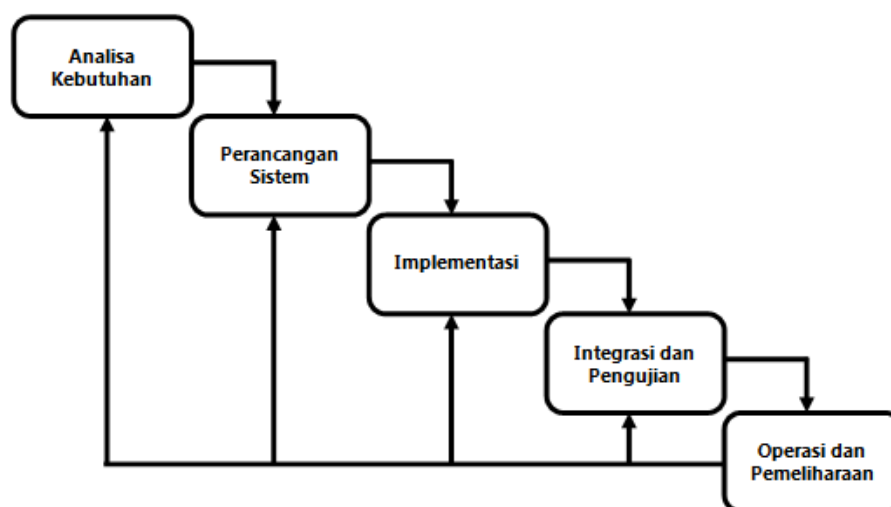 Analisa
Kebutuhan
Perancangan
Sistem
Implementasi
Integrasi dan
Pengujian
Operasi dan
Pemeliharaan